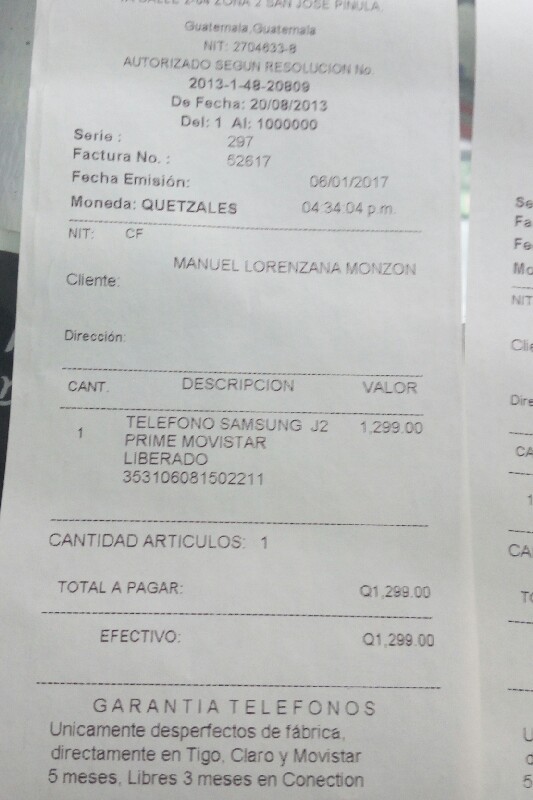 CALLE 2-04 ZONA 2 SAN JOSE PINULA.
Guatemala,Guatemala
NIT: 2704633-8
AUTORIZADO SEGUN RESOLUCION No.
2013-1-48-20809
De Fecha: 20/08/2013
Del: 1 Al: 1000000
Serie : 297
Factura No. : 52617
Fecha Emisión: 06/01/2017
Moneda: QUETZALES 04:34:04 p.m.
NIT: CF
MANUEL LORENZANA MONZON
Cliente:
Dirección:
CANT. DESCRIPCION VALOR
1 TELEFONO SAMSUNG J2 1,299.00
PRIME MOVISTAR
LIBERADO
353106081502211
CANTIDAD ARTICULOS: 1
TOTAL A PAGAR: Q1,299.00
EFECTIVO: Q1,299.00
GARANTIA TELEFONOS
Unicamente desperfectos de fábrica,
directamente en Tigo, Claro y Movistar
5 meses, Libres 3 meses en Conection
Se
Fa
Fe
Mo
NIT
Clie
Dire
CA
1
CA
TO
U
d
5